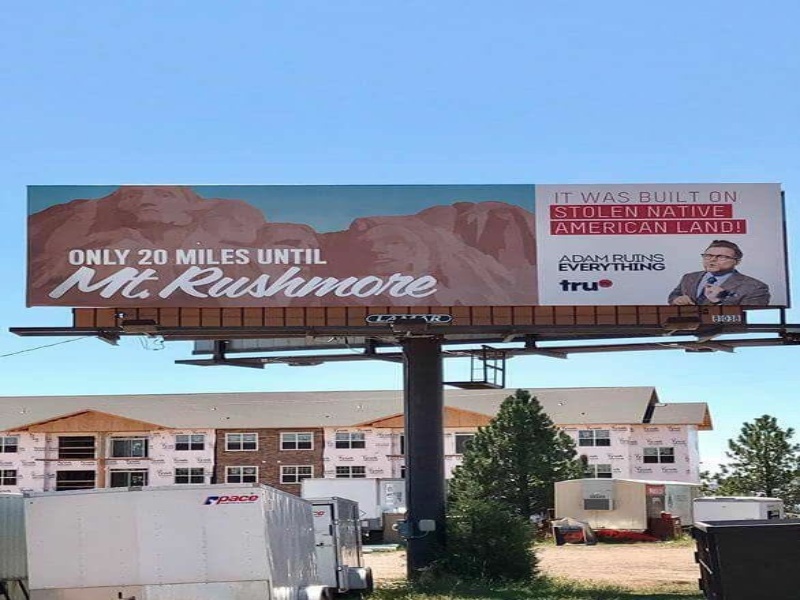 ONLY 20 MILES UNTIL
Mt. Rushmore
IT WAS BUILT ON
STOLEN NATIVE
AMERICAN LAND!
ADAM RUINS
EVERYTHING
tru
LAMAR
pace